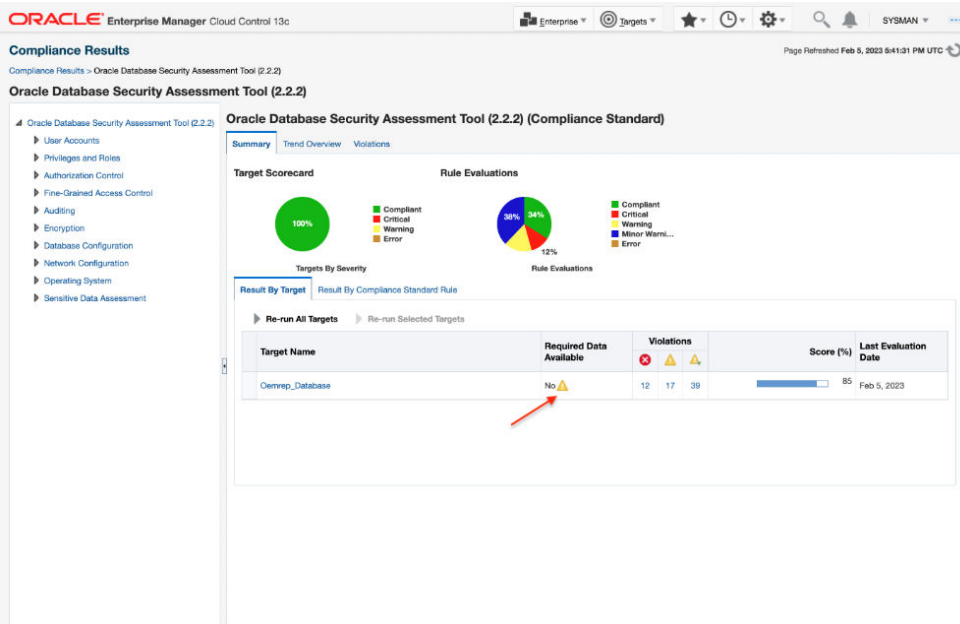 ORACLE Enterprise Manager Cloud Control 13c
Enterprise Targets SYSMAN
Compliance Results
Page Refreshed Feb 5, 2023 5:41:31 PM UTC
Compliance Results > Oracle Database Security Assessment Tool (2.2.2)
Oracle Database Security Assessment Tool (2.2.2)
Oracle Database Security Assessment Tool (2.2.2)
User Accounts
Privileges and Roles
Authorization Control
Fine-Grained Access Control
Auditing
Encryption
Database Configuration
Network Configuration
Operating System
Sensitive Data Assessment
Oracle Database Security Assessment Tool (2.2.2) (Compliance Standard)
Summary Trend Overview Violations
Target Scorecard
100%
Compliant
Critical
Warning
Error
Targets By Severity
Rule Evaluations
38% 34%
12%
Compliant
Critical
Warning
Minor Warni...
Error
Rule Evaluations
Result By Target Result By Compliance Standard Rule
Re-run All Targets Re-run Selected Targets
Target Name
Required Data
Available
Violations
Score (%)
Last Evaluation
Date
Oemrep_Database No 12 17 39 85 Feb 5, 2023